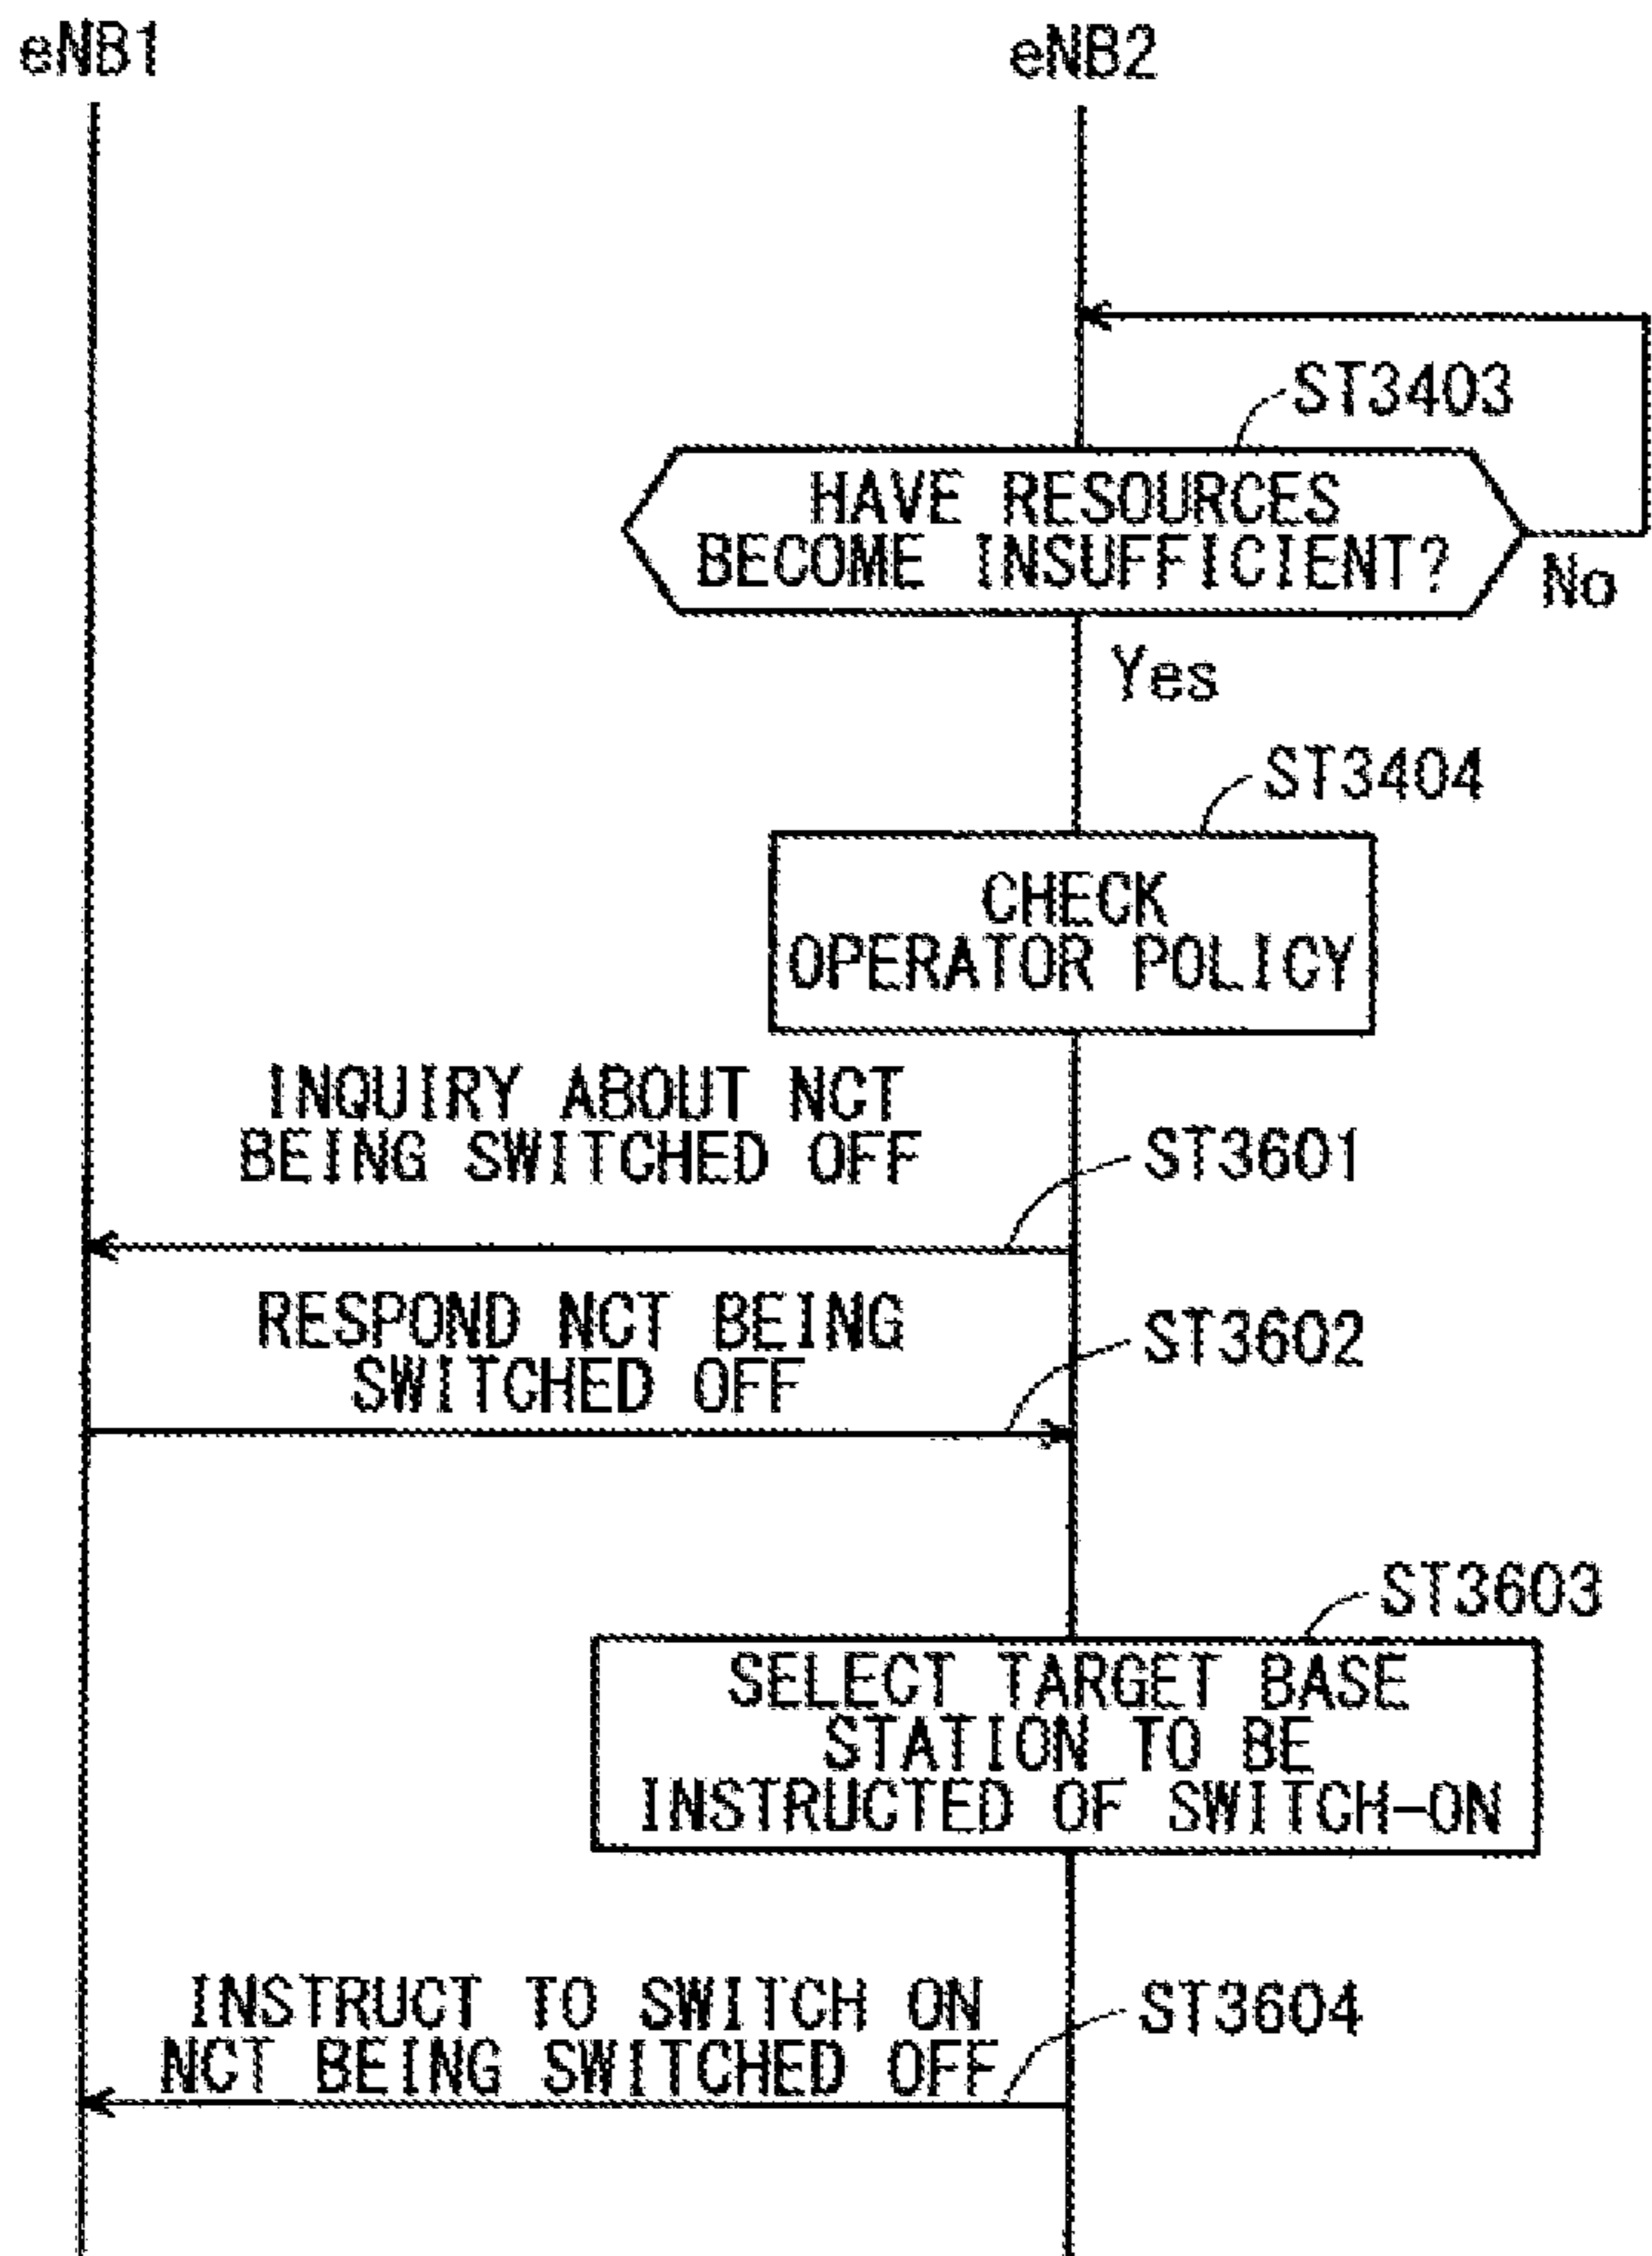 eNB1
eNB2
ST3403
HAVE RESOURCES
BECOME INSUFFICIENT?
No
Yes
ST3404
CHECK
OPERATOR POLICY
INQUIRY ABOUT NCT
BEING SWITCHED OFF
ST3601
RESPOND NCT BEING
SWITCHED OFF
ST3602
ST3603
SELECT TARGET BASE
STATION TO BE
INSTRUCTED OF SWITCH-ON
INSTRUCT TO SWITCH ON
NCT BEING SWITCHED OFF
ST3604